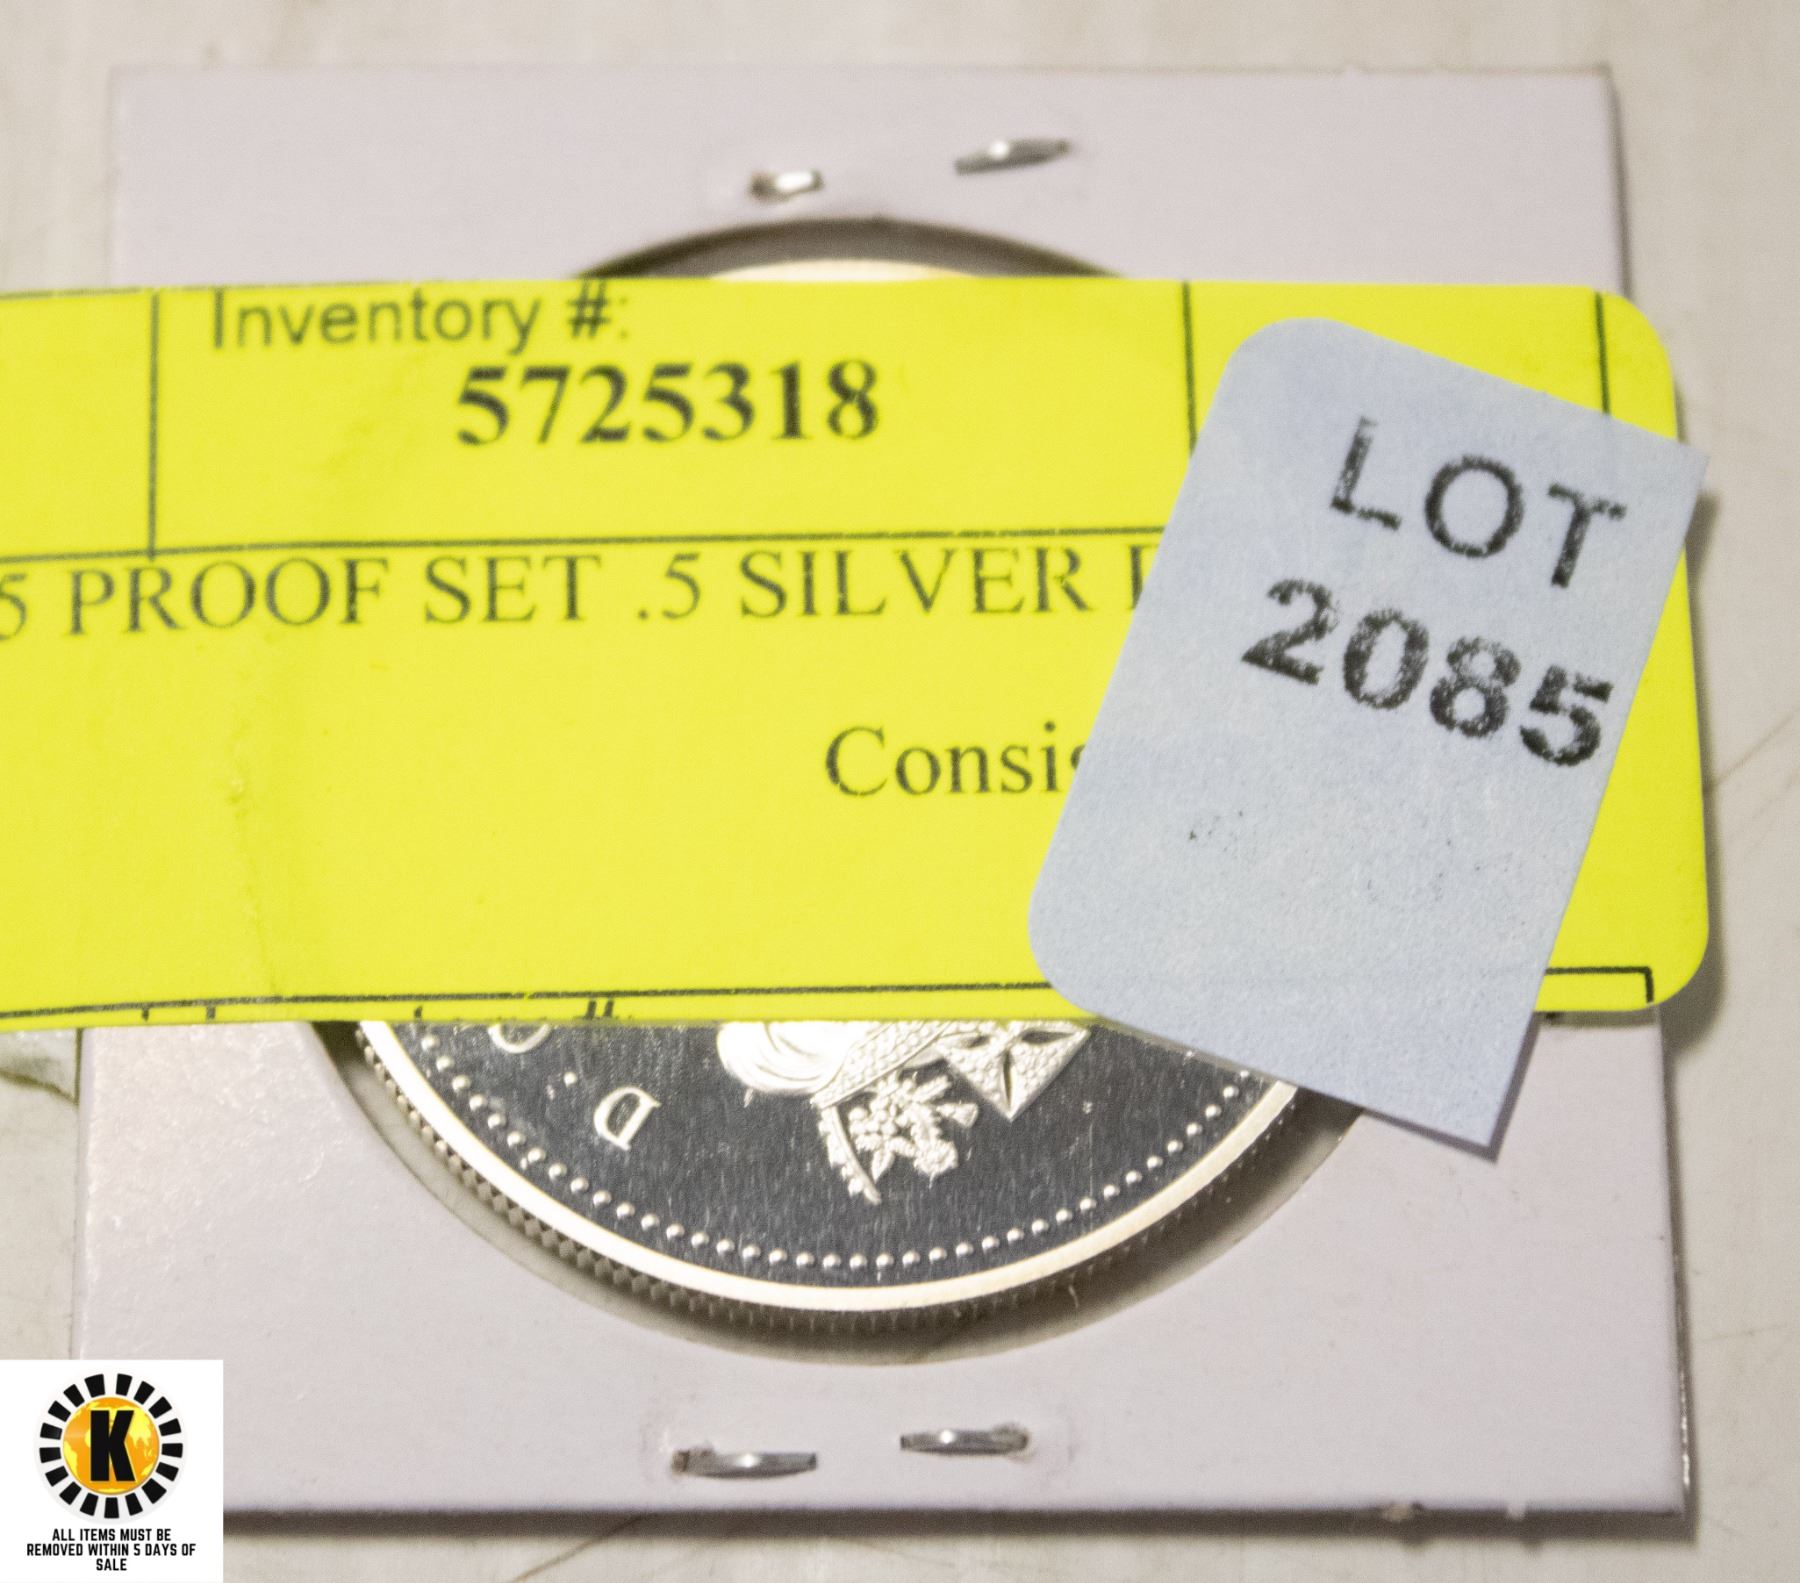 Inventory #:
5725318
5 PROOF SET .5 SILVER
LOT
2085
D.
K
ALL ITEMS MUST BE
REMOVED WITHIN 5 DAYS OF
SALE